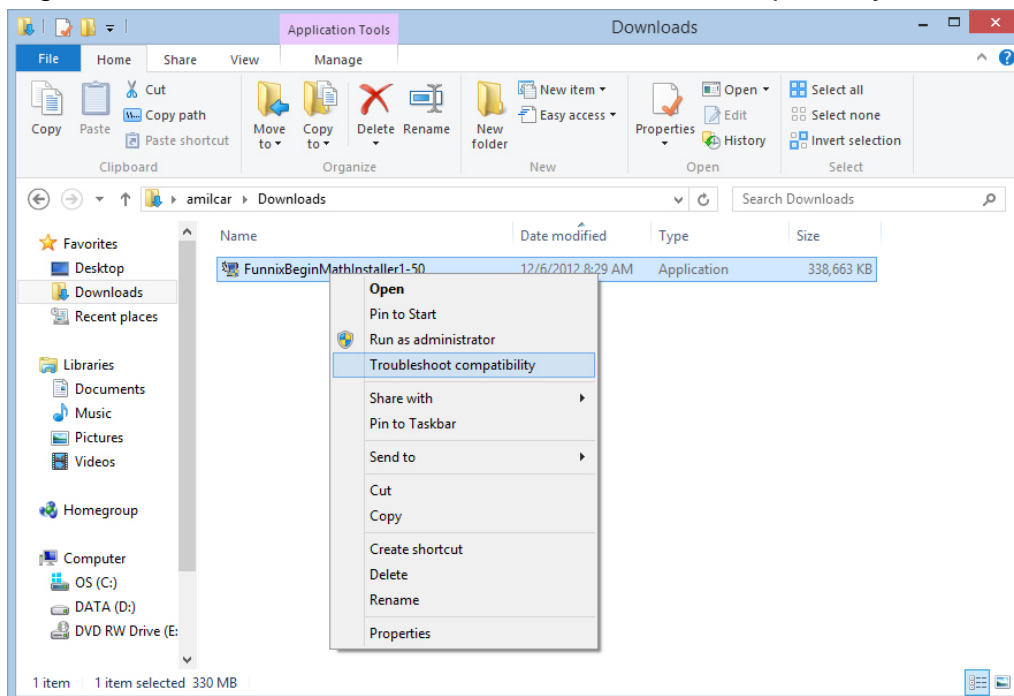 Application Tools
Downloads
File Home Share View Manage
Copy
Paste
Cut
Copy path
Paste shortcut
Clipboard
Move to
Copy to
Delete
Rename
Organize
New folder
New item
Easy access
New
Properties
Open
Edit
History
Open
Select all
Select none
Invert selection
Select
amilcar Downloads
Search Downloads
Favorites
Desktop
Downloads
Recent places
Libraries
Documents
Music
Pictures
Videos
Homegroup
Computer
OS (C:)
DATA (D:)
DVD RW Drive (E:
Name Date modified Type Size
FunnixBeginMathInstaller1-50 12/6/2012 8:29 AM Application 338,663 KB
Open
Pin to Start
Run as administrator
Troubleshoot compatibility
Share with
Pin to Taskbar
Send to
Cut
Copy
Create shortcut
Delete
Rename
Properties
1 item 1 item selected 330 MB